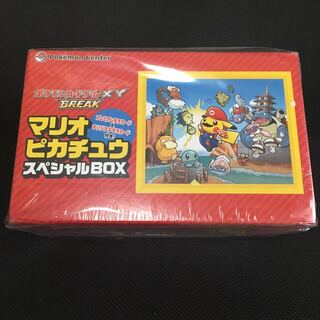 Pokémon Center
ポケモンカードゲームXY
BREAK
マリオ
ピカチュウ
スペシャルBOX